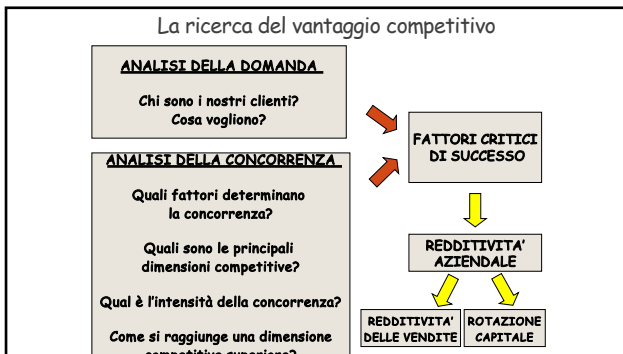 La ricerca del vantaggio competitivo
ANALISI DELLA DOMANDA
Chi sono i nostri clienti?
Cosa vogliono?
ANALISI DELLA CONCORRENZA
Quali fattori determinano
la concorrenza?
Quali sono le principali
dimensioni competitive?
Qual è l'intensità della concorrenza?
Come si raggiunge una dimensione
competitiva superiore?
FATTORI CRITICI
DI SUCCESSO
REDDITIVITA'
AZIENDALE
REDDITIVITA'
DELLE VENDITE
ROTAZIONE
CAPITALE